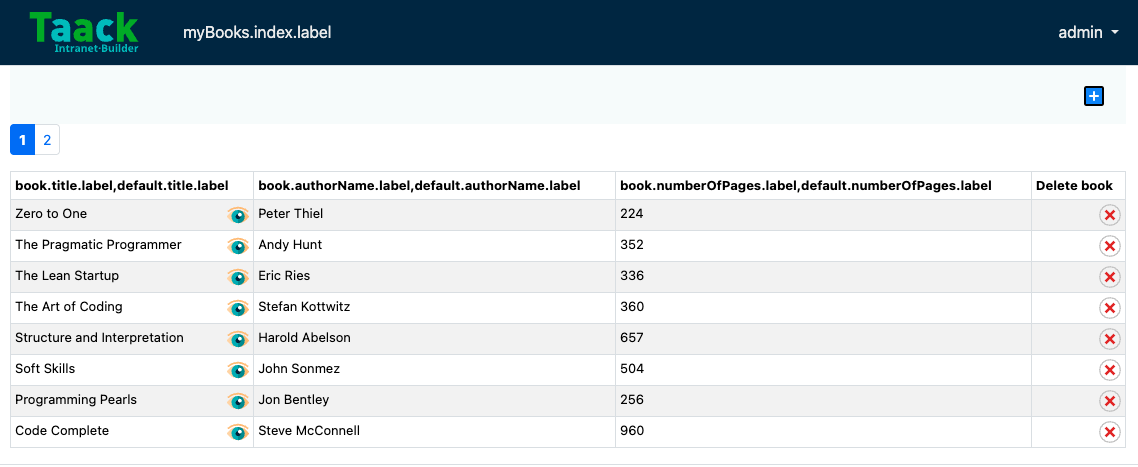 Taack
Intranet-Builder
myBooks.index.label
admin
1 2
book.title.label,default.title.label book.authorName.label,default.authorName.label book.numberOfPages.label,default.numberOfPages.label Delete book
Zero to One Peter Thiel 224
The Pragmatic Programmer Andy Hunt 352
The Lean Startup Eric Ries 336
The Art of Coding Stefan Kottwitz 360
Structure and Interpretation Harold Abelson 657
Soft Skills John Sonmez 504
Programming Pearls Jon Bentley 256
Code Complete Steve McConnell 960